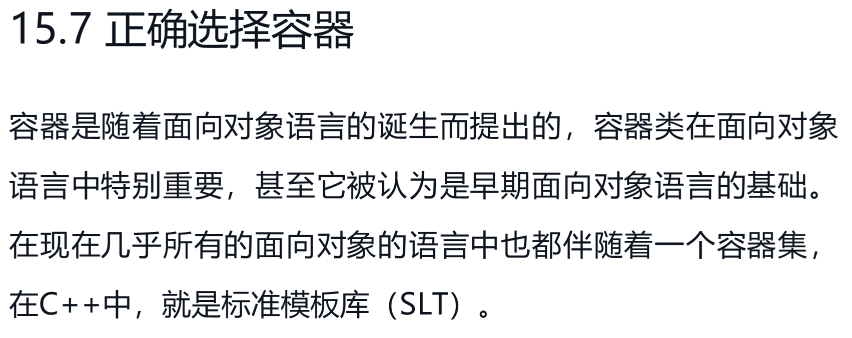 15.7 正确选择容器
容器是随着面向对象语言的诞生而提出的，容器类在面向对象
语言中特别重要，甚至它被认为是早期面向对象语言的基础。
在现在几乎所有的面向对象的语言中也都伴随着一个容器集，
在C++中，就是标准模板库（SLT）。